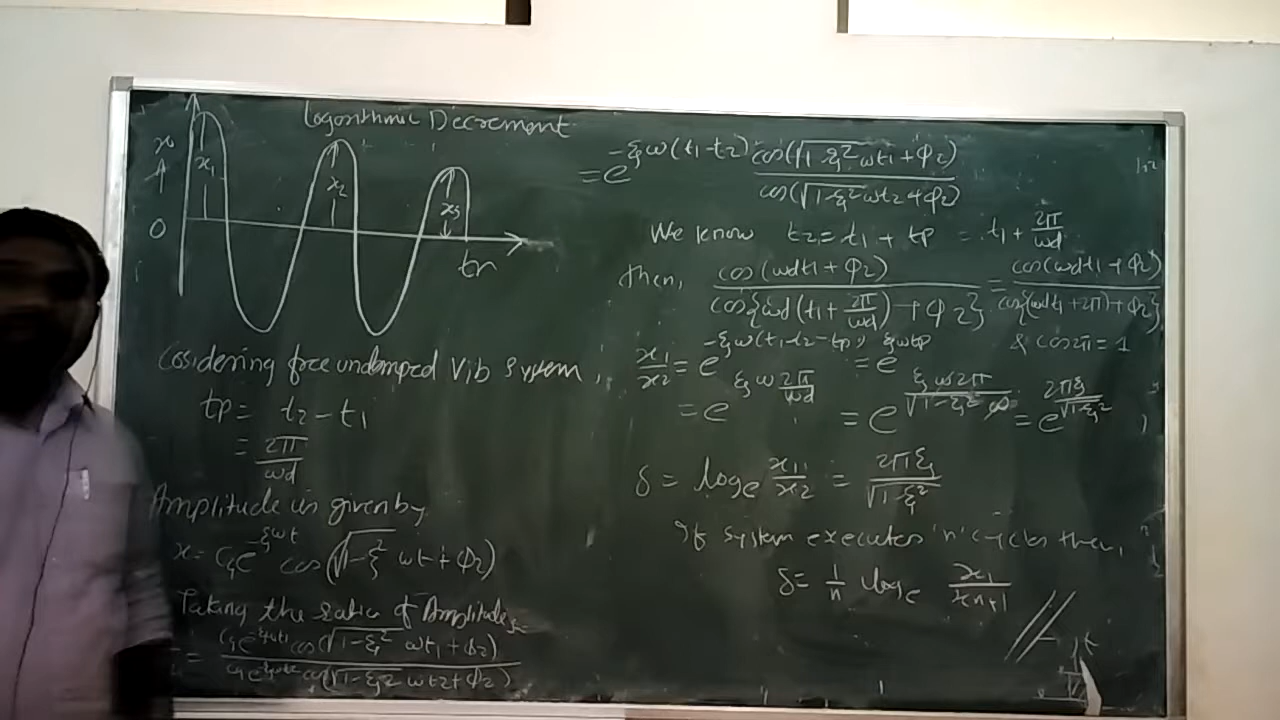 Logorithmic Decrement
x
x1
x2
x3
0
tn
Cosidering free undamped Vib System,
tp = t2 - t1
= 2π/ωd
Amplitude is given by
x = C4 e^-ξωt cos(√1-ξ² ωt + φ2)
Taking the ratio of Amplitudes
= C4 e^-ξωt1 cos(√1-ξ² ωt1 + φ2) / C4 e^-ξωt2 cos(√1-ξ² ωt2 + φ2)
= e^-ξω(t1-t2) cos(√1-ξ² ωt1 + φ2) / cos(√1-ξ² ωt2 + φ2)
We know t2 = t1 + tp = t1 + 2π/ωd
then, cos(ωdt1 + φ2) / cos{ωd(t1 + 2π/ωd) + φ2} = cos(ωdt1 + φ2) / cos{(ωdt1 + 2π) + φ2}
& cos2π = 1
x1/x2 = e^-ξω(t1-t2-tp) = e^ξωtp
= e^ξω 2π/ωd = e^ξω2π/√1-ξ² ω = e^2πξ/√1-ξ²
δ = loge x1/x2 = 2πξ/√1-ξ²
If system executes 'n' cycles then,
δ = 1/n loge x1/xn+1